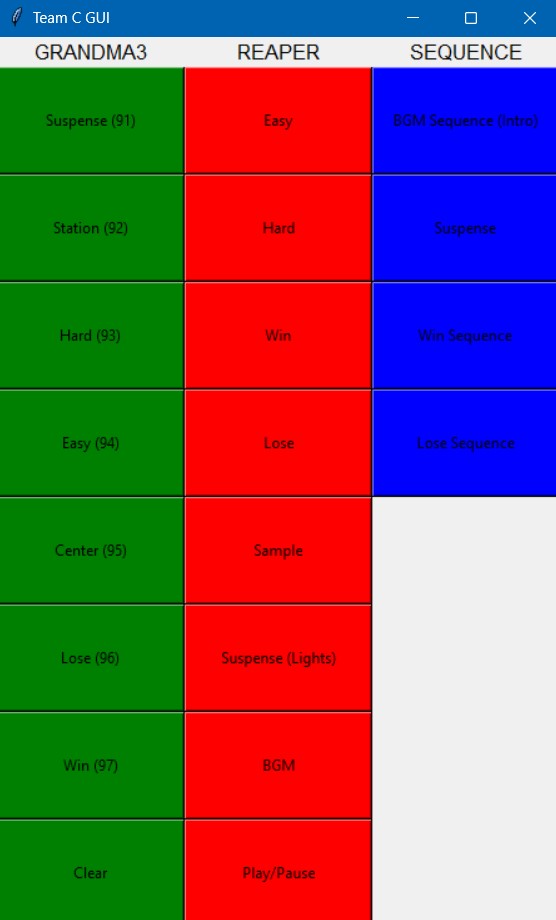 Team C GUI
GRANDMA3 REAPER SEQUENCE
Suspense (91) Easy BGM Sequence (Intro)
Station (92) Hard Suspense
Hard (93) Win Win Sequence
Easy (94) Lose Lose Sequence
Center (95) Sample
Lose (96) Suspense (Lights)
Win (97) BGM
Clear Play/Pause